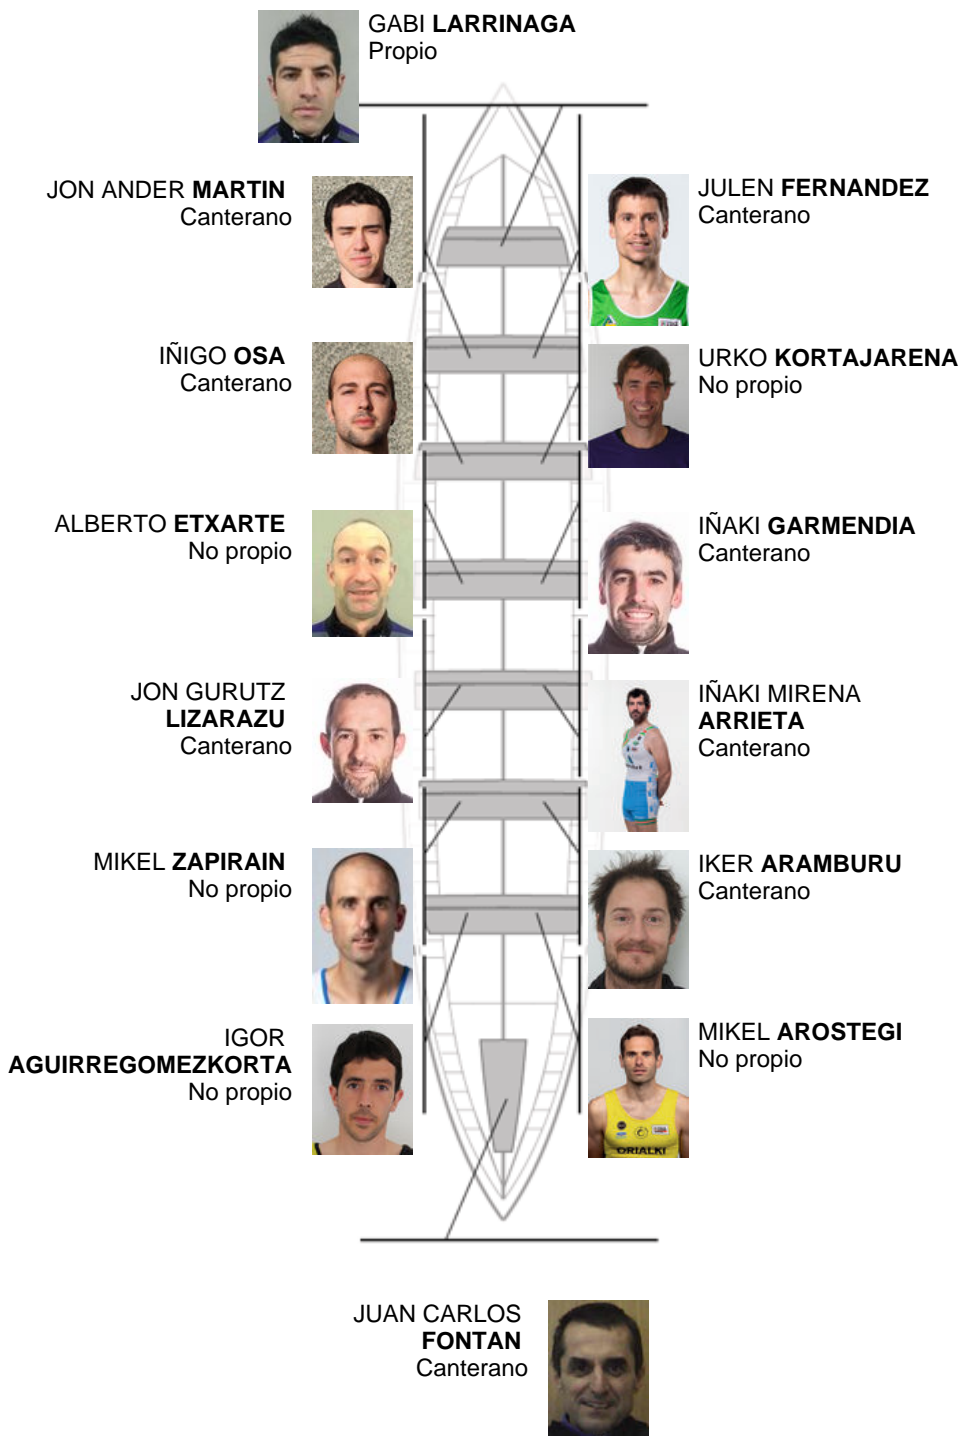 GABI LARRINAGA
Propio
JON ANDER MARTIN
Canterano
JULEN FERNANDEZ
Canterano
IÑIGO OSA
Canterano
URKO KORTAJARENA
No propio
ALBERTO ETXARTE
No propio
IÑAKI GARMENDIA
Canterano
JON GURUTZ
LIZARAZU
Canterano
IÑAKI MIRENA
ARRIETA
Canterano
MIKEL ZAPIRAIN
No propio
IKER ARAMBURU
Canterano
IGOR
AGUIRREGOMEZKORTA
No propio
MIKEL AROSTEGI
No propio
ORIALKI
JUAN CARLOS
FONTAN
Canterano